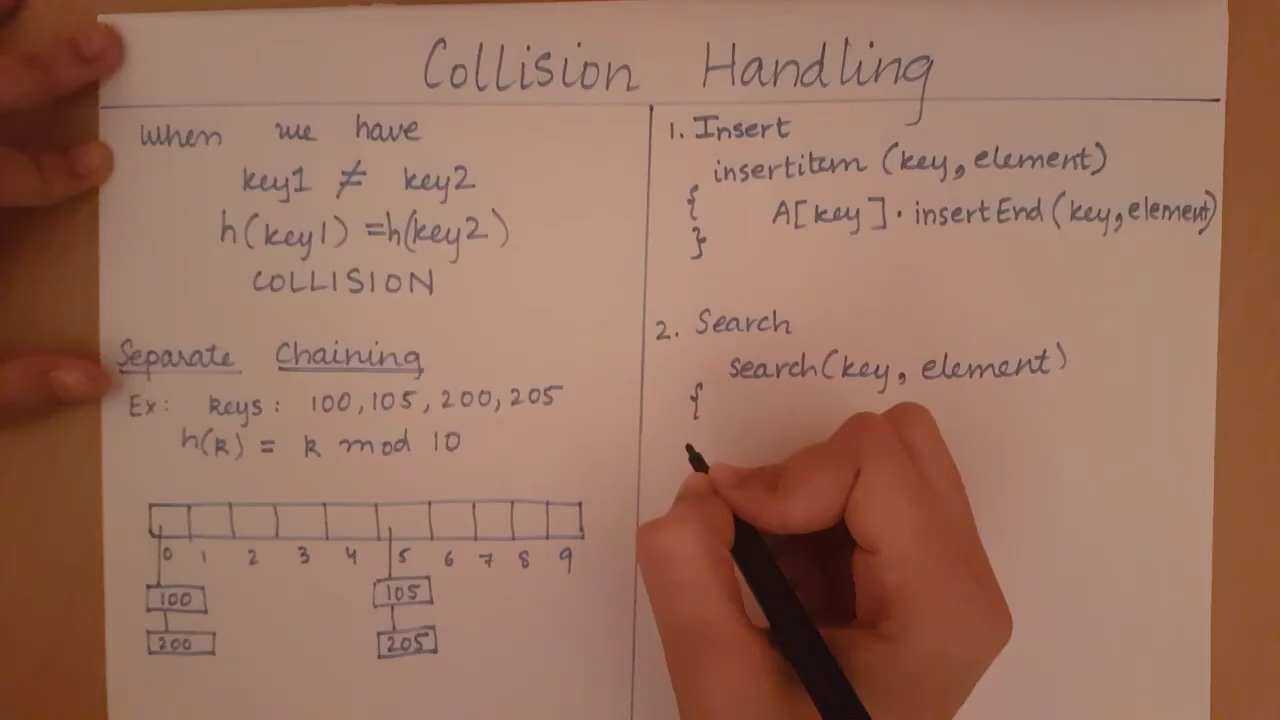 Collision Handling
when we have
key1 ≠ key2
h(key1) = h(key2)
COLLISION
Separate Chaining
Ex: keys: 100, 105, 200, 205
h(k) = k mod 10
0 1 2 3 4 5 6 7 8 9
100 105
200 205
1. Insert
insertitem (key, element)
{ A[key]. insertEnd (key, element)
}
2. Search
search(key, element)
{